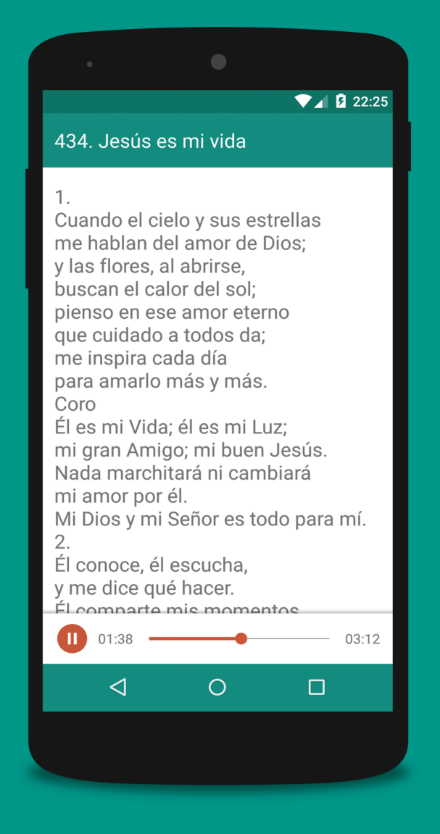 22:25
434. Jesús es mi vida
1.
Cuando el cielo y sus estrellas
me hablan del amor de Dios;
y las flores, al abrirse,
buscan el calor del sol;
pienso en ese amor eterno
que cuidado a todos da;
me inspira cada día
para amarlo más y más.
Coro
Él es mi Vida; él es mi Luz;
mi gran Amigo; mi buen Jesús.
Nada marchitará ni cambiará
mi amor por él.
Mi Dios y mi Señor es todo para mí.
2.
Él conoce, él escucha,
y me dice qué hacer.
Él comparte mis momentos
01:38
03:12